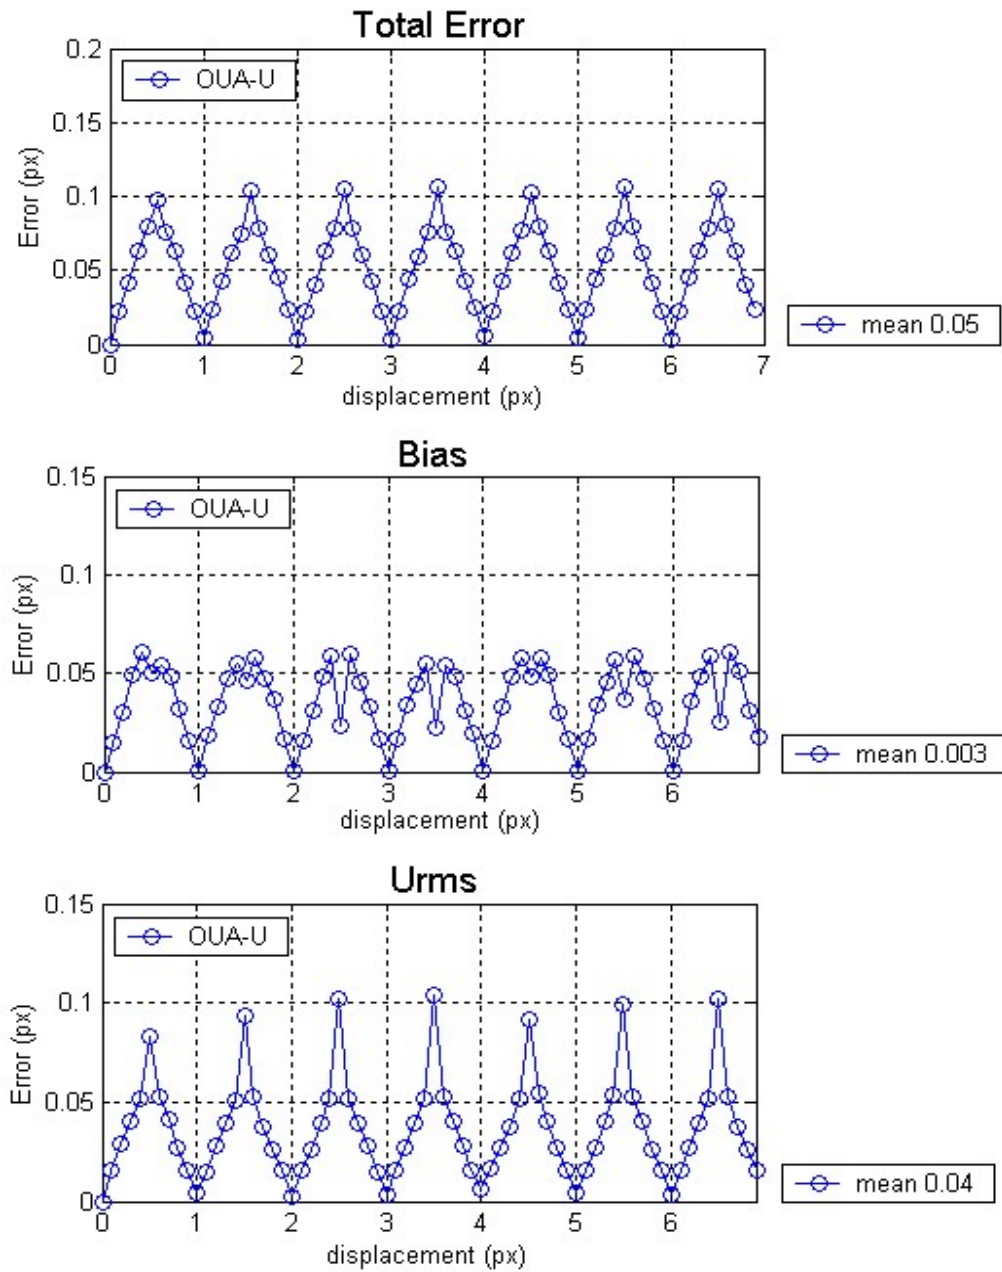 Total Error
0.2
OUA-U
0.15
Error (px)
0.1
0.05
mean 0.05
0
0 1 2 3 4 5 6 7
displacement (px)
Bias
0.15
OUA-U
0.1
Error (px)
0.05
mean 0.003
0
0 1 2 3 4 5 6
displacement (px)
Urms
0.15
OUA-U
0.1
Error (px)
0.05
mean 0.04
0
0 1 2 3 4 5 6
displacement (px)